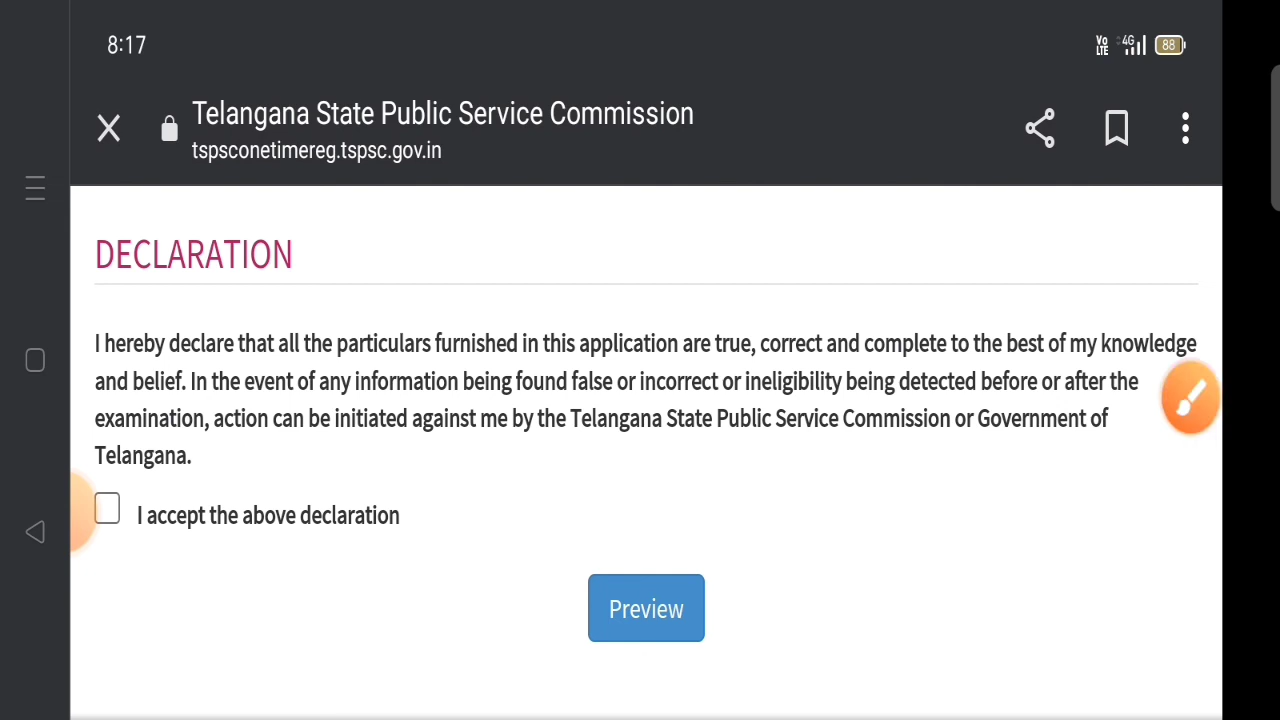 8:17
Vo LTE 4G 88
Telangana State Public Service Commission
tspsconetimereg.tspsc.gov.in
DECLARATION
I hereby declare that all the particulars furnished in this application are true, correct and complete to the best of my knowledge
and belief. In the event of any information being found false or incorrect or ineligibility being detected before or after the
examination, action can be initiated against me by the Telangana State Public Service Commission or Government of
Telangana.
I accept the above declaration
Preview